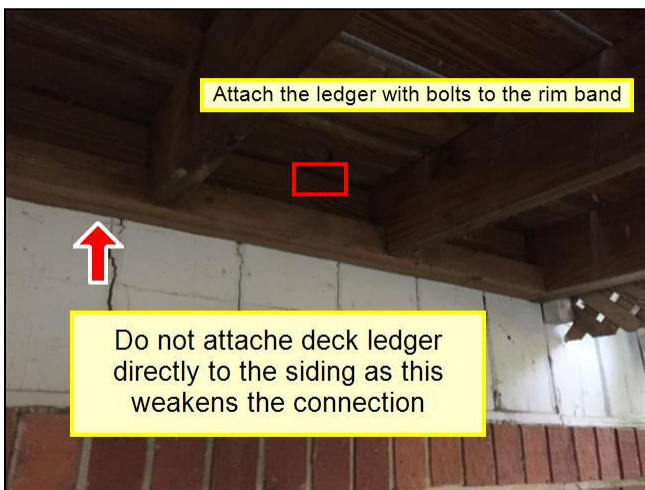 Attach the ledger with bolts to the rim band
Do not attache deck ledger
directly to the siding as this
weakens the connection